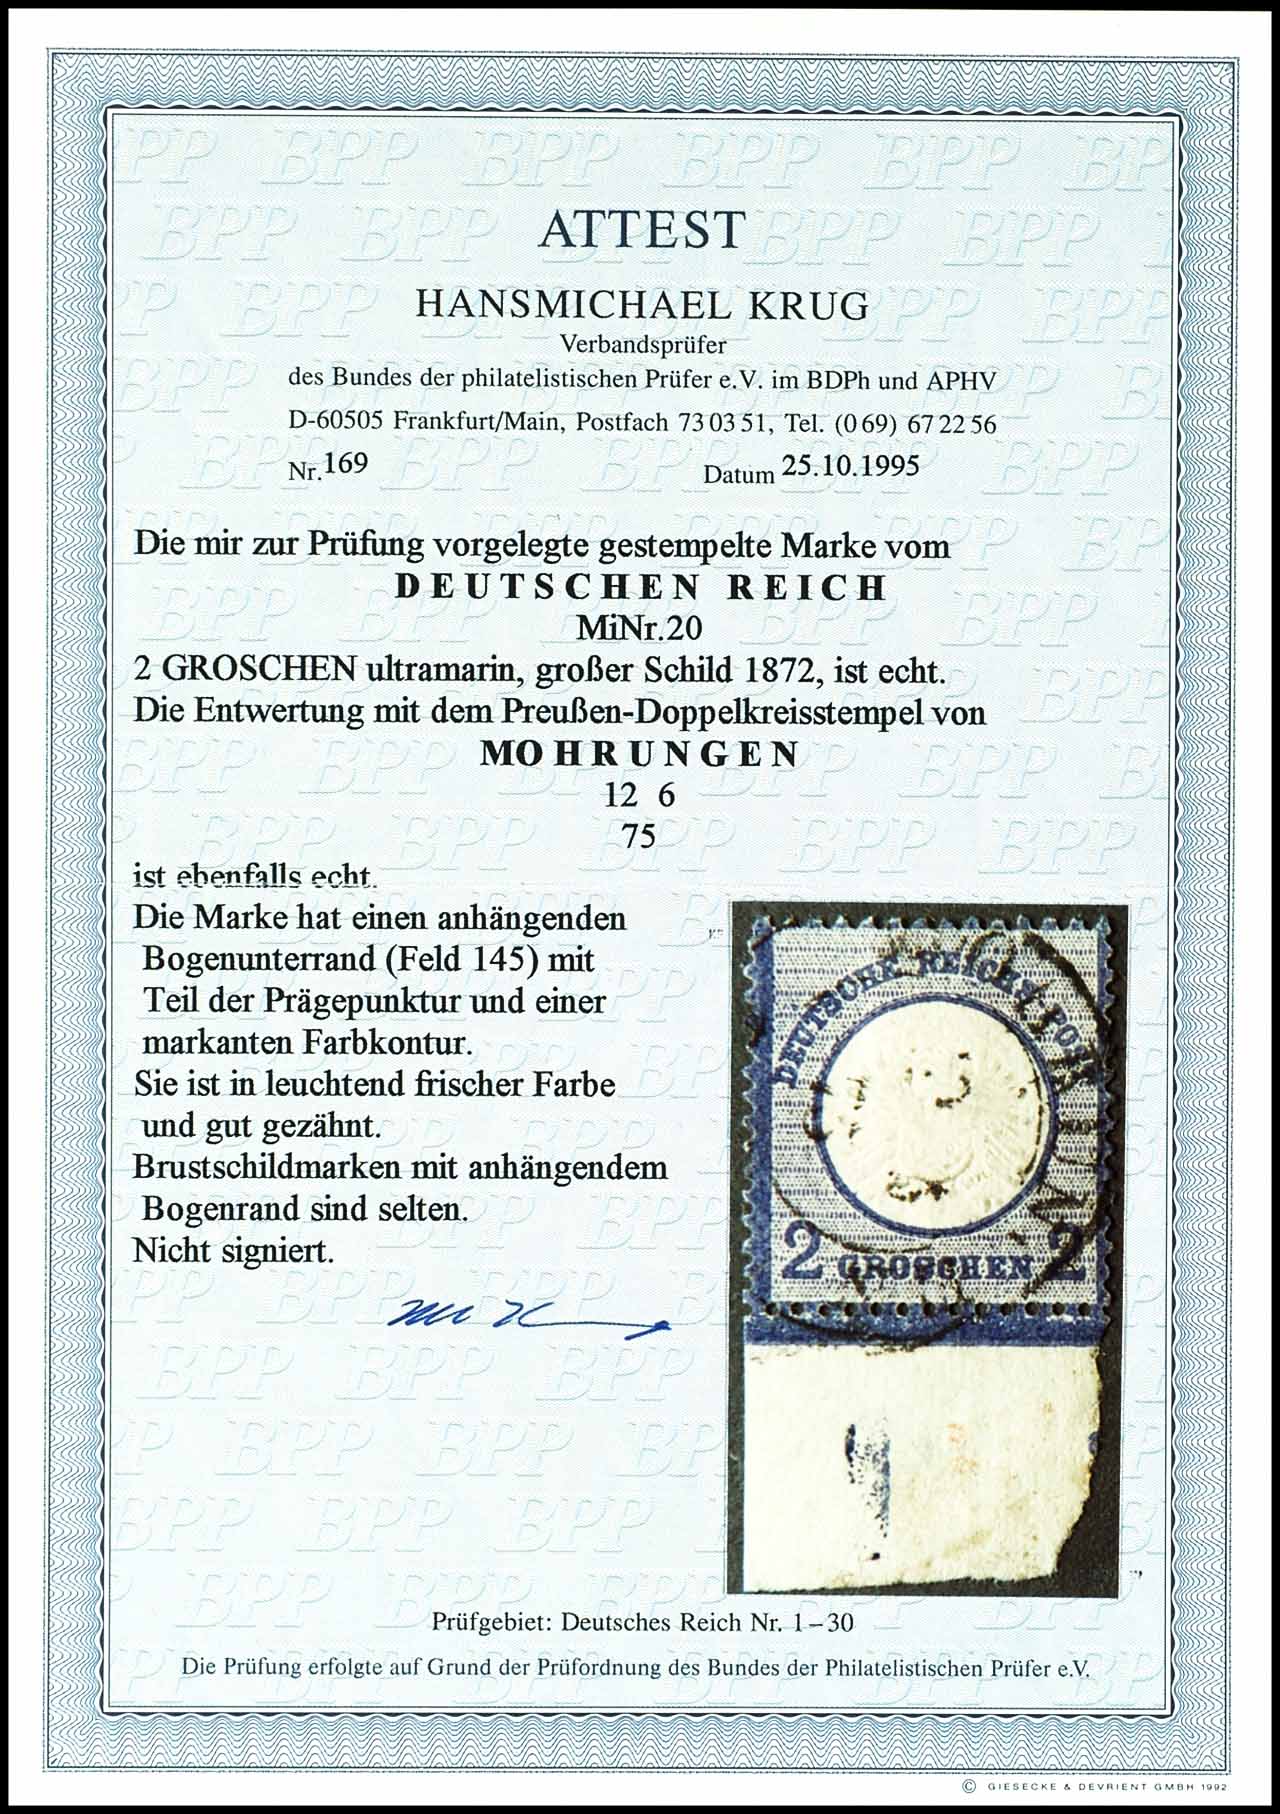 ATTEST
HANSMICHAEL KRUG
Verbandsprüfer
des Bundes der philatelistischen Prüfer e.V. im BDPh und APHV
D-60505 Frankfurt/Main, Postfach 73 03 51, Tel. (0 69) 67 22 56
Nr. 169 Datum 25.10.1995
Die mir zur Prüfung vorgelegte gestempelte Marke vom
DEUTSCHEN REICH
MiNr.20
2 GROSCHEN ultramarin, großer Schild 1872, ist echt.
Die Entwertung mit dem Preußen-Doppelkreisstempel von
MOHRUNGEN
12 6
75
ist ebenfalls echt.
Die Marke hat einen anhängenden
Bogenunterrand (Feld 145) mit
Teil der Prägepunktur und einer
markanten Farbkontur.
Sie ist in leuchtend frischer Farbe
und gut gezähnt.
Brustschildmarken mit anhängendem
Bogenrand sind selten.
Nicht signiert.
DEUTSCHE REICHS-POST
2 GROSCHEN 2
Prüfgebiet: Deutsches Reich Nr. 1–30
Die Prüfung erfolgte auf Grund der Prüfordnung des Bundes der Philatelistischen Prüfer e.V.
© GIESECKE & DEVRIENT GMBH 1992